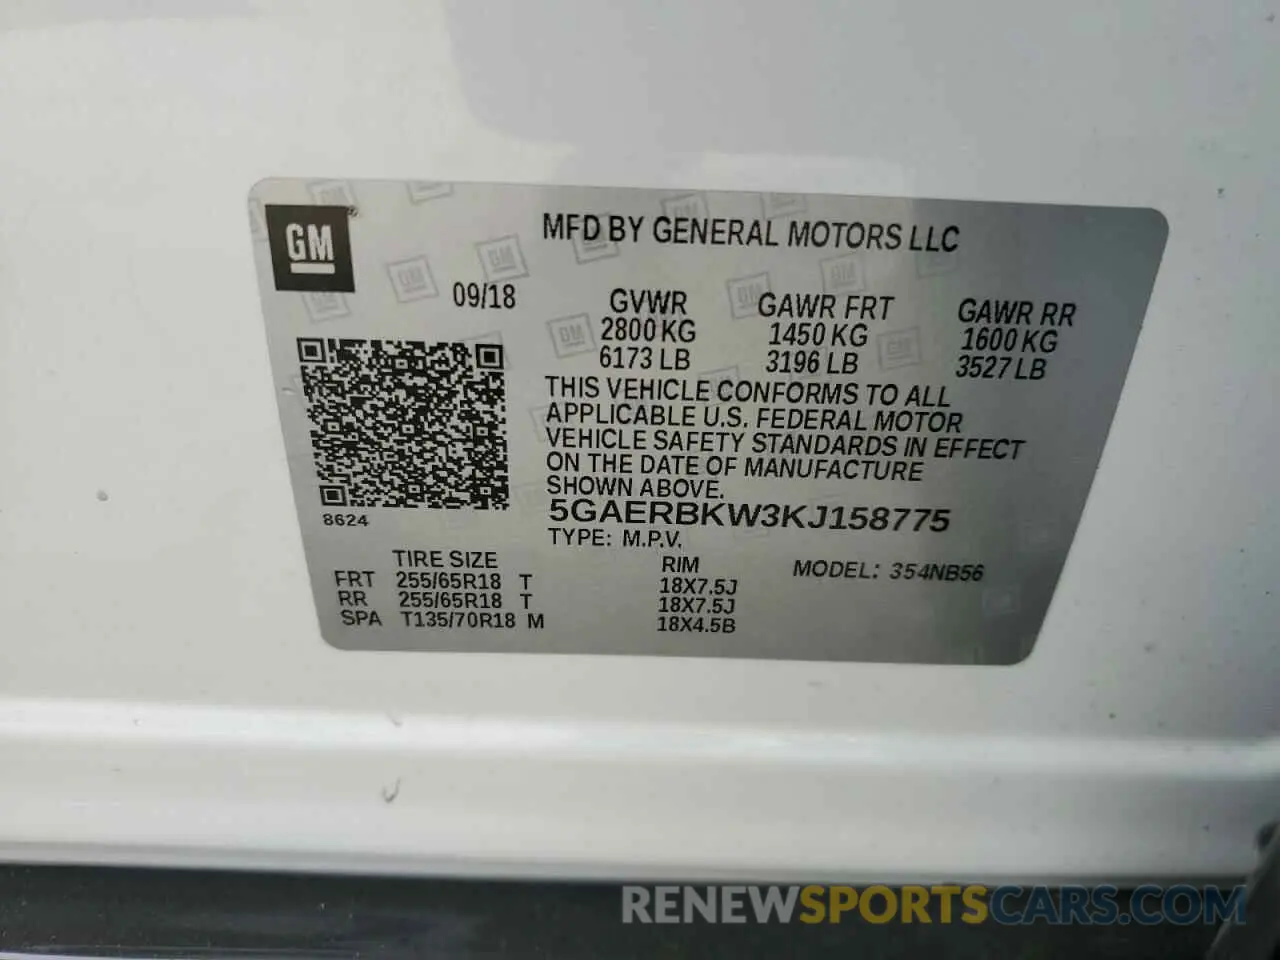 GM®
MFD BY GENERAL MOTORS LLC
09/18
GVWR GAWR FRT GAWR RR
2800 KG 1450 KG 1600 KG
6173 LB 3196 LB 3527 LB
THIS VEHICLE CONFORMS TO ALL
APPLICABLE U.S. FEDERAL MOTOR
VEHICLE SAFETY STANDARDS IN EFFECT
ON THE DATE OF MANUFACTURE
SHOWN ABOVE.
5GAERBKW3KJ158775
8624
TYPE: M.P.V.
TIRE SIZE RIM MODEL: 354NB56
FRT 255/65R18 T 18X7.5J
RR 255/65R18 T 18X7.5J
SPA T135/70R18 M 18X4.5B
RENEWSPORTSCARS.COM